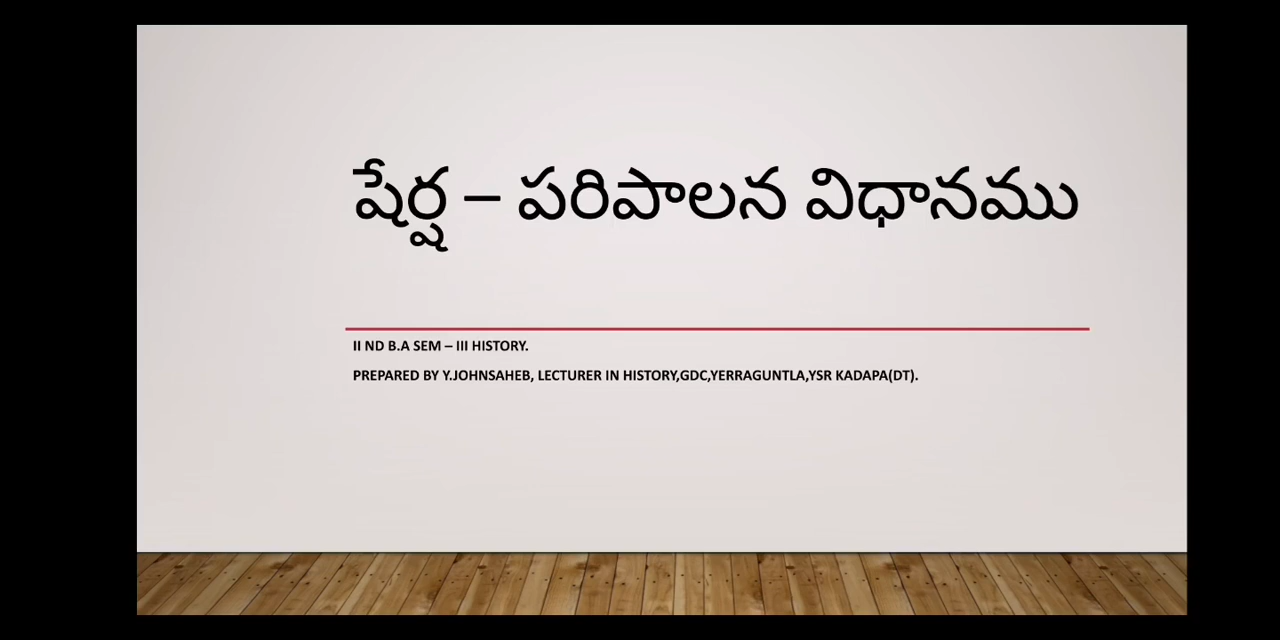 షేర్ష – పరిపాలన విధానము
II ND B.A SEM – III HISTORY.
PREPARED BY Y.JOHNSAHEB, LECTURER IN HISTORY,GDC,YERRAGUNTLA,YSR KADAPA(DT).